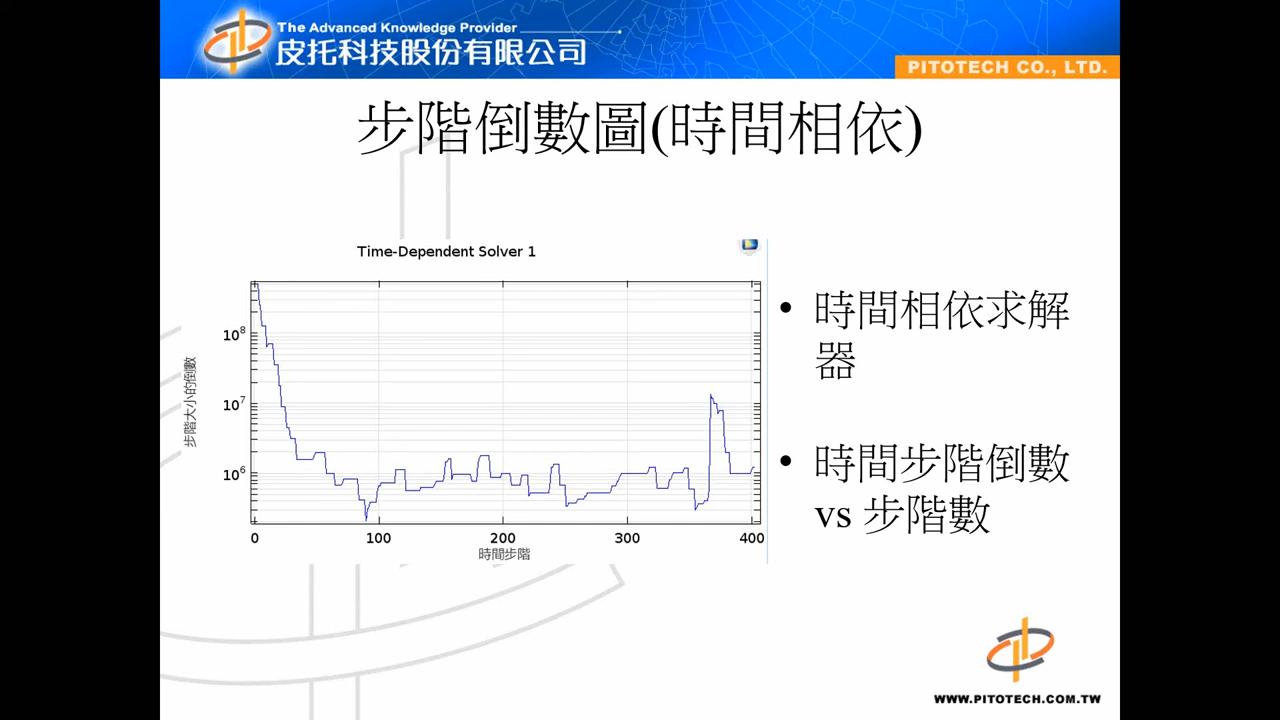 The Advanced Knowledge Provider
皮托科技股份有限公司
PITOTECH CO., LTD.
步階倒數圖(時間相依)
Time-Dependent Solver 1
10⁸
10⁷
10⁶
步階大小的倒數
0 100 200 300 400
時間步階
• 時間相依求解
器
• 時間步階倒數
vs 步階數
WWW.PITOTECH.COM.TW